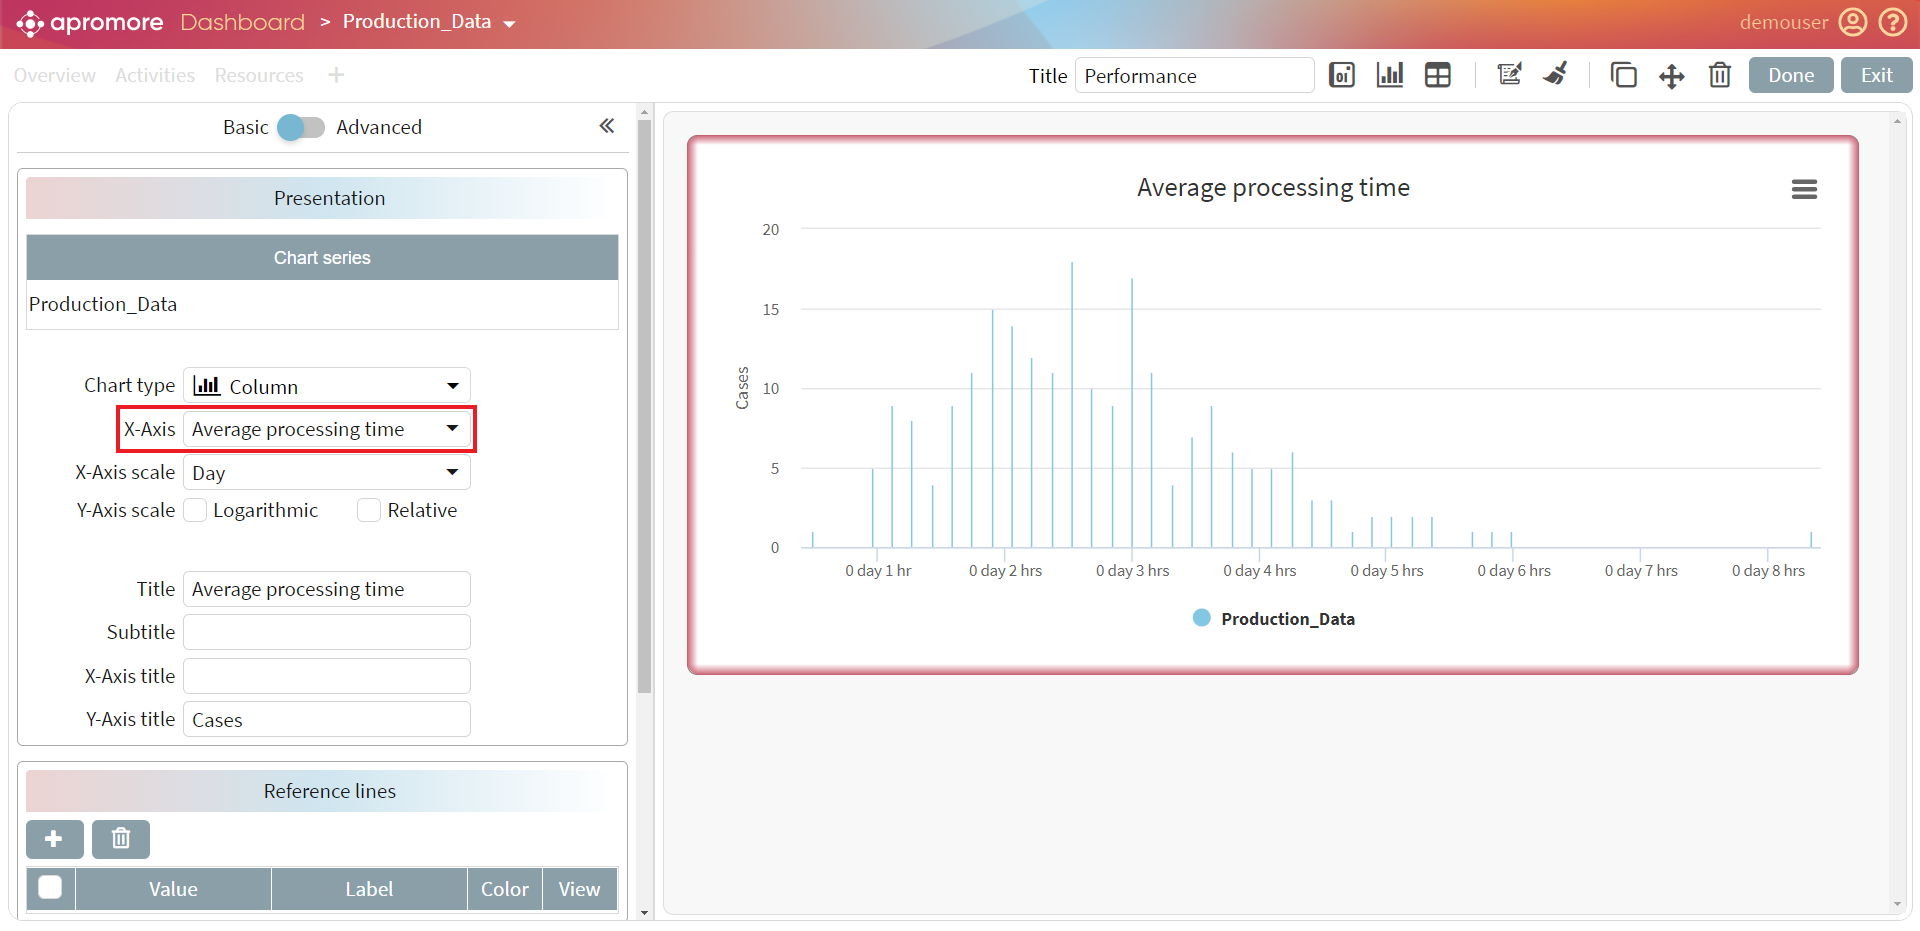 apromore Dashboard > Production_Data
demouser
Overview Activities Resources
Title Performance
Done Exit
Basic Advanced
Presentation
Chart series
Production_Data
Chart type Column
X-Axis Average processing time
X-Axis scale Day
Y-Axis scale Logarithmic Relative
Title Average processing time
Subtitle
X-Axis title
Y-Axis title Cases
Reference lines
Value Label Color View
Average processing time
20
15
10
5
0
Cases
0 day 1 hr 0 day 2 hrs 0 day 3 hrs 0 day 4 hrs 0 day 5 hrs 0 day 6 hrs 0 day 7 hrs 0 day 8 hrs
Production_Data